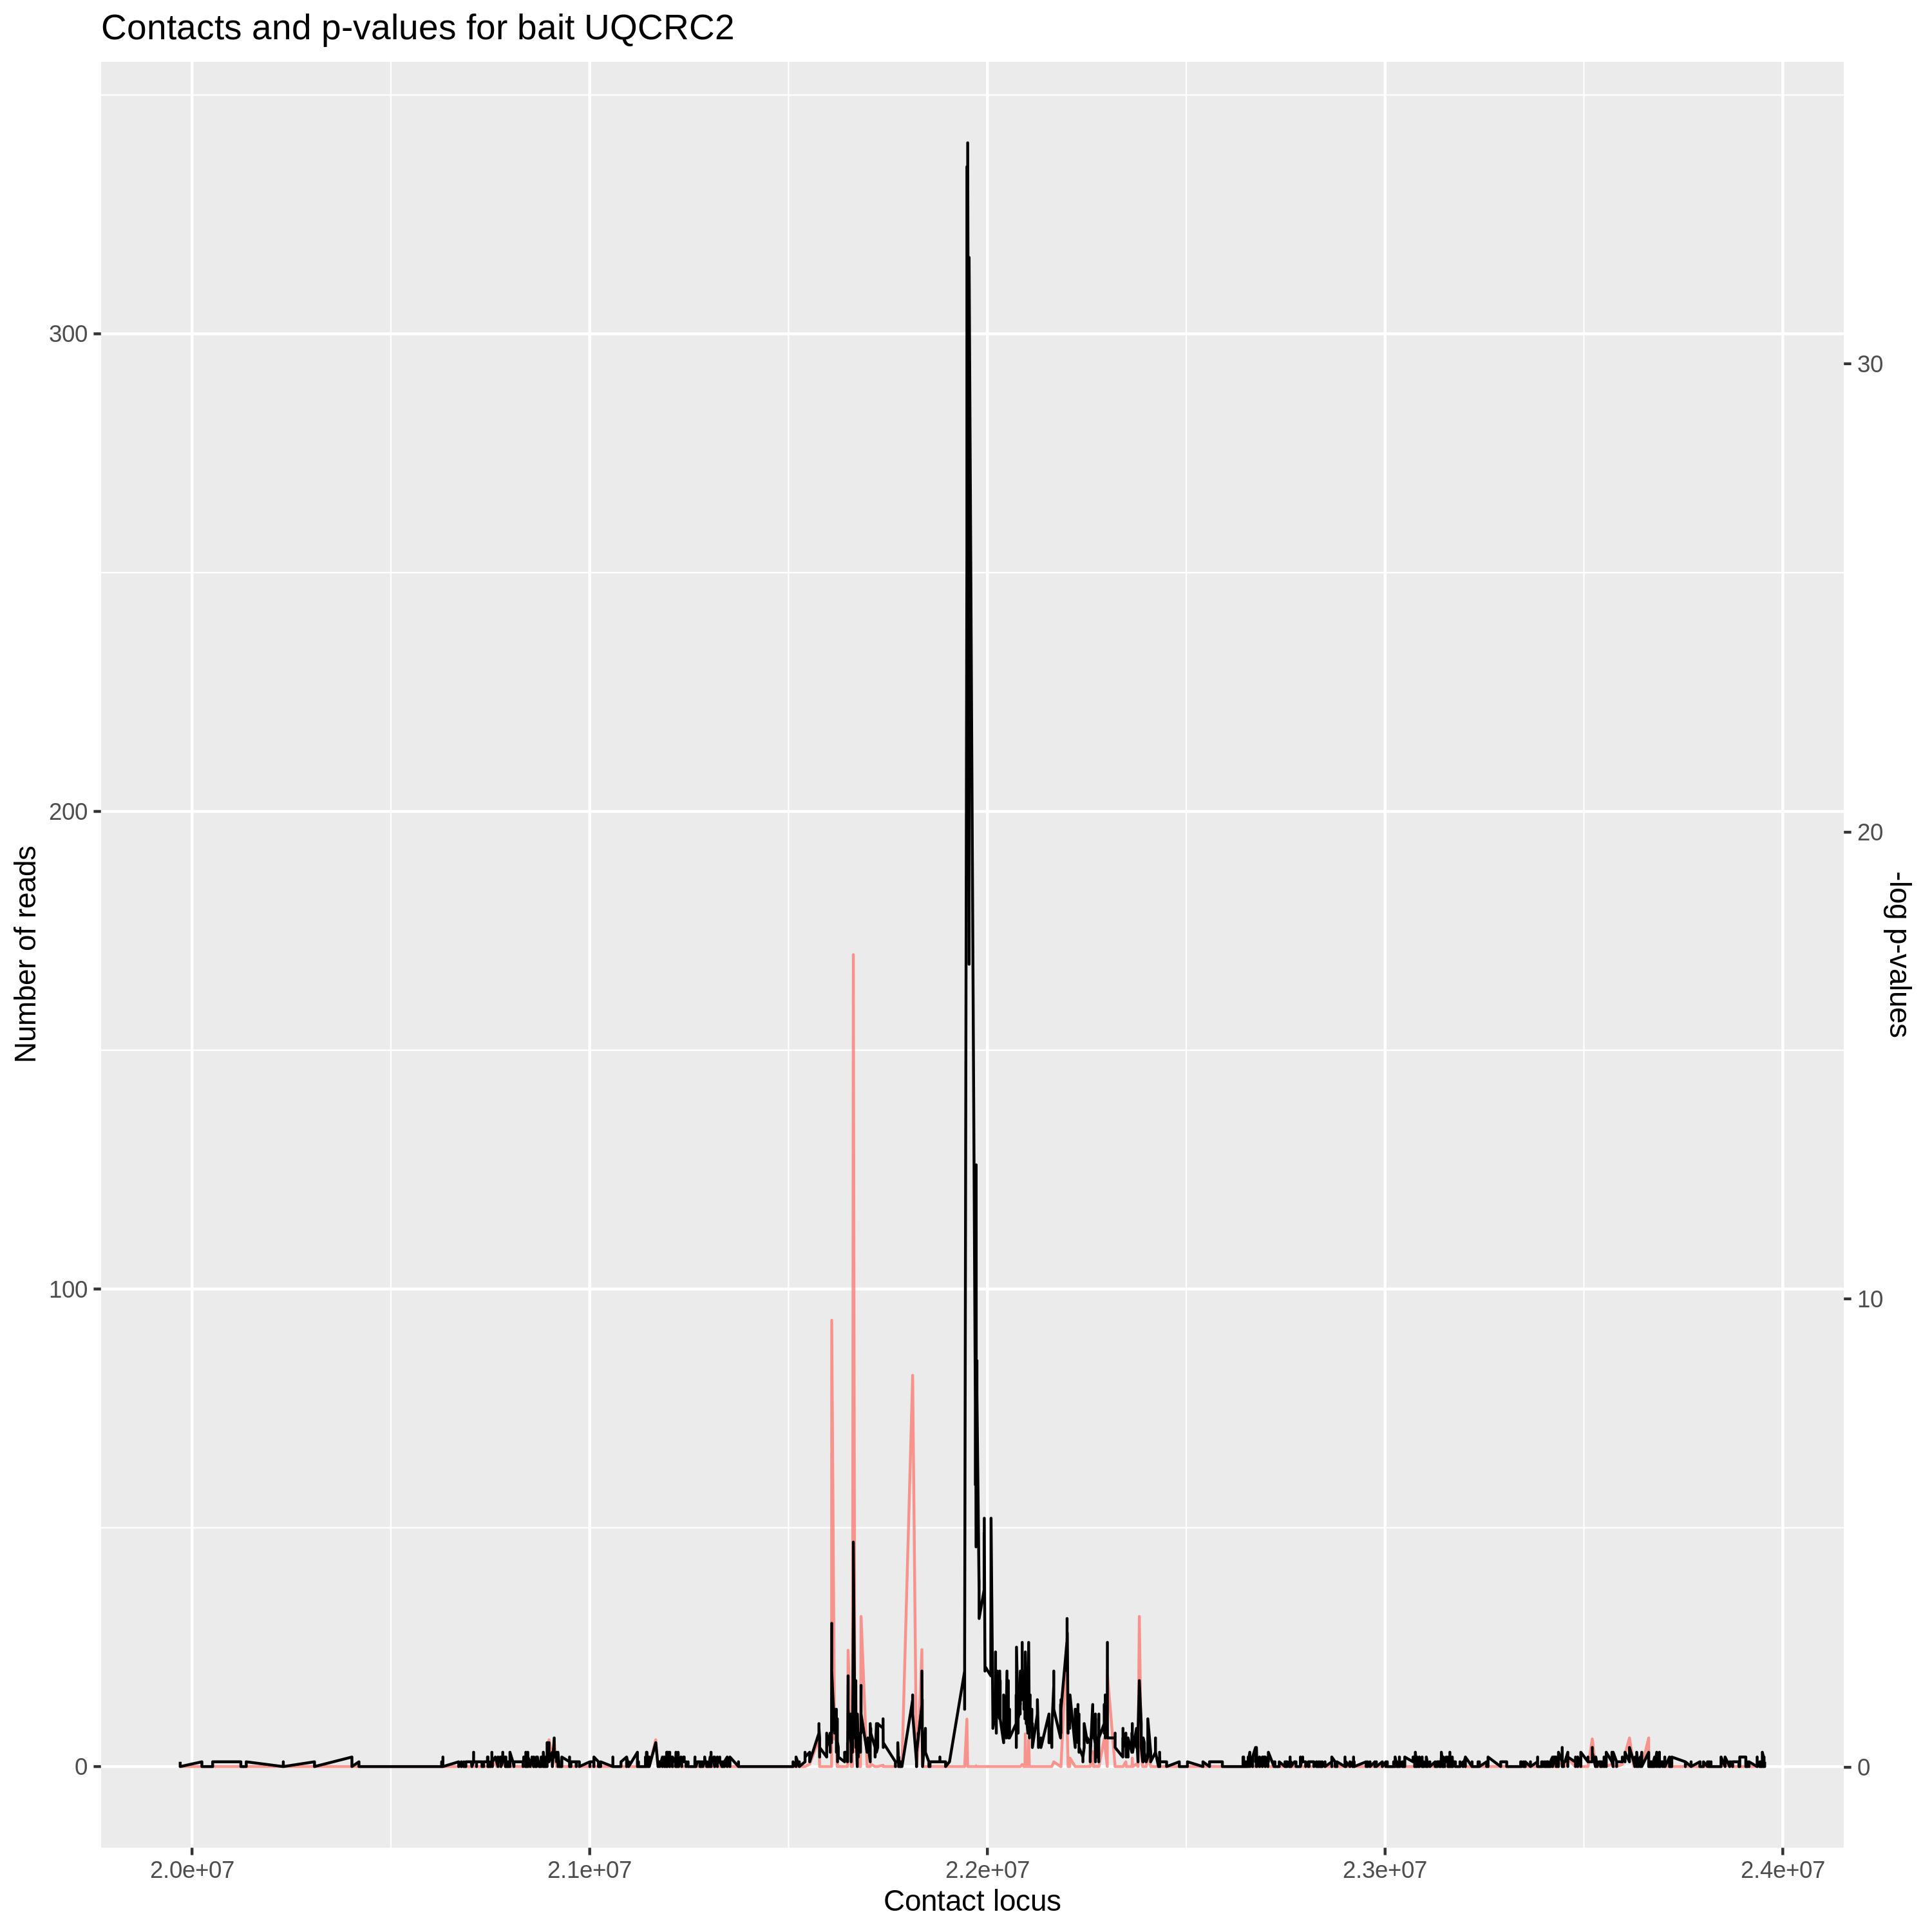 Contacts and p-values for bait UQCRC2
Number of reads
300
200
100
0
30
20
10
0
-log p-values
2.0e+07
2.1e+07
2.2e+07
2.3e+07
2.4e+07
Contact locus